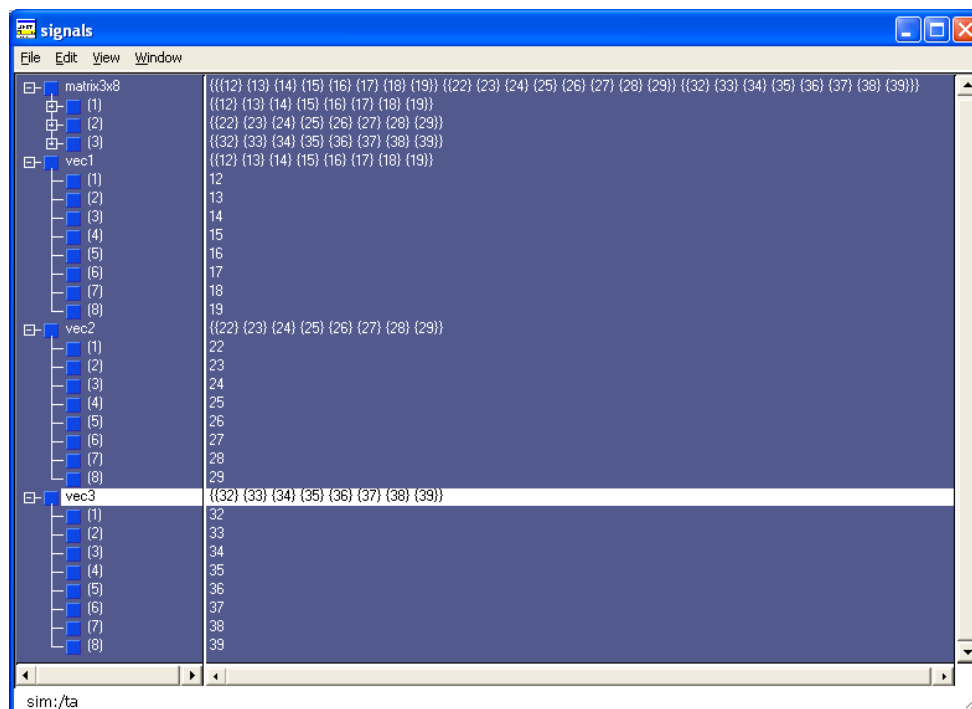 signals
File Edit View Window
matrix3x8 {{{12} {13} {14} {15} {16} {17} {18} {19}} {{22} {23} {24} {25} {26} {27} {28} {29}} {{32} {33} {34} {35} {36} {37} {38} {39}}}
(1) {{12} {13} {14} {15} {16} {17} {18} {19}}
(2) {{22} {23} {24} {25} {26} {27} {28} {29}}
(3) {{32} {33} {34} {35} {36} {37} {38} {39}}
vec1 {{12} {13} {14} {15} {16} {17} {18} {19}}
(1) 12
(2) 13
(3) 14
(4) 15
(5) 16
(6) 17
(7) 18
(8) 19
vec2 {{22} {23} {24} {25} {26} {27} {28} {29}}
(1) 22
(2) 23
(3) 24
(4) 25
(5) 26
(6) 27
(7) 28
(8) 29
vec3 {{32} {33} {34} {35} {36} {37} {38} {39}}
(1) 32
(2) 33
(3) 34
(4) 35
(5) 36
(6) 37
(7) 38
(8) 39
sim:/ta